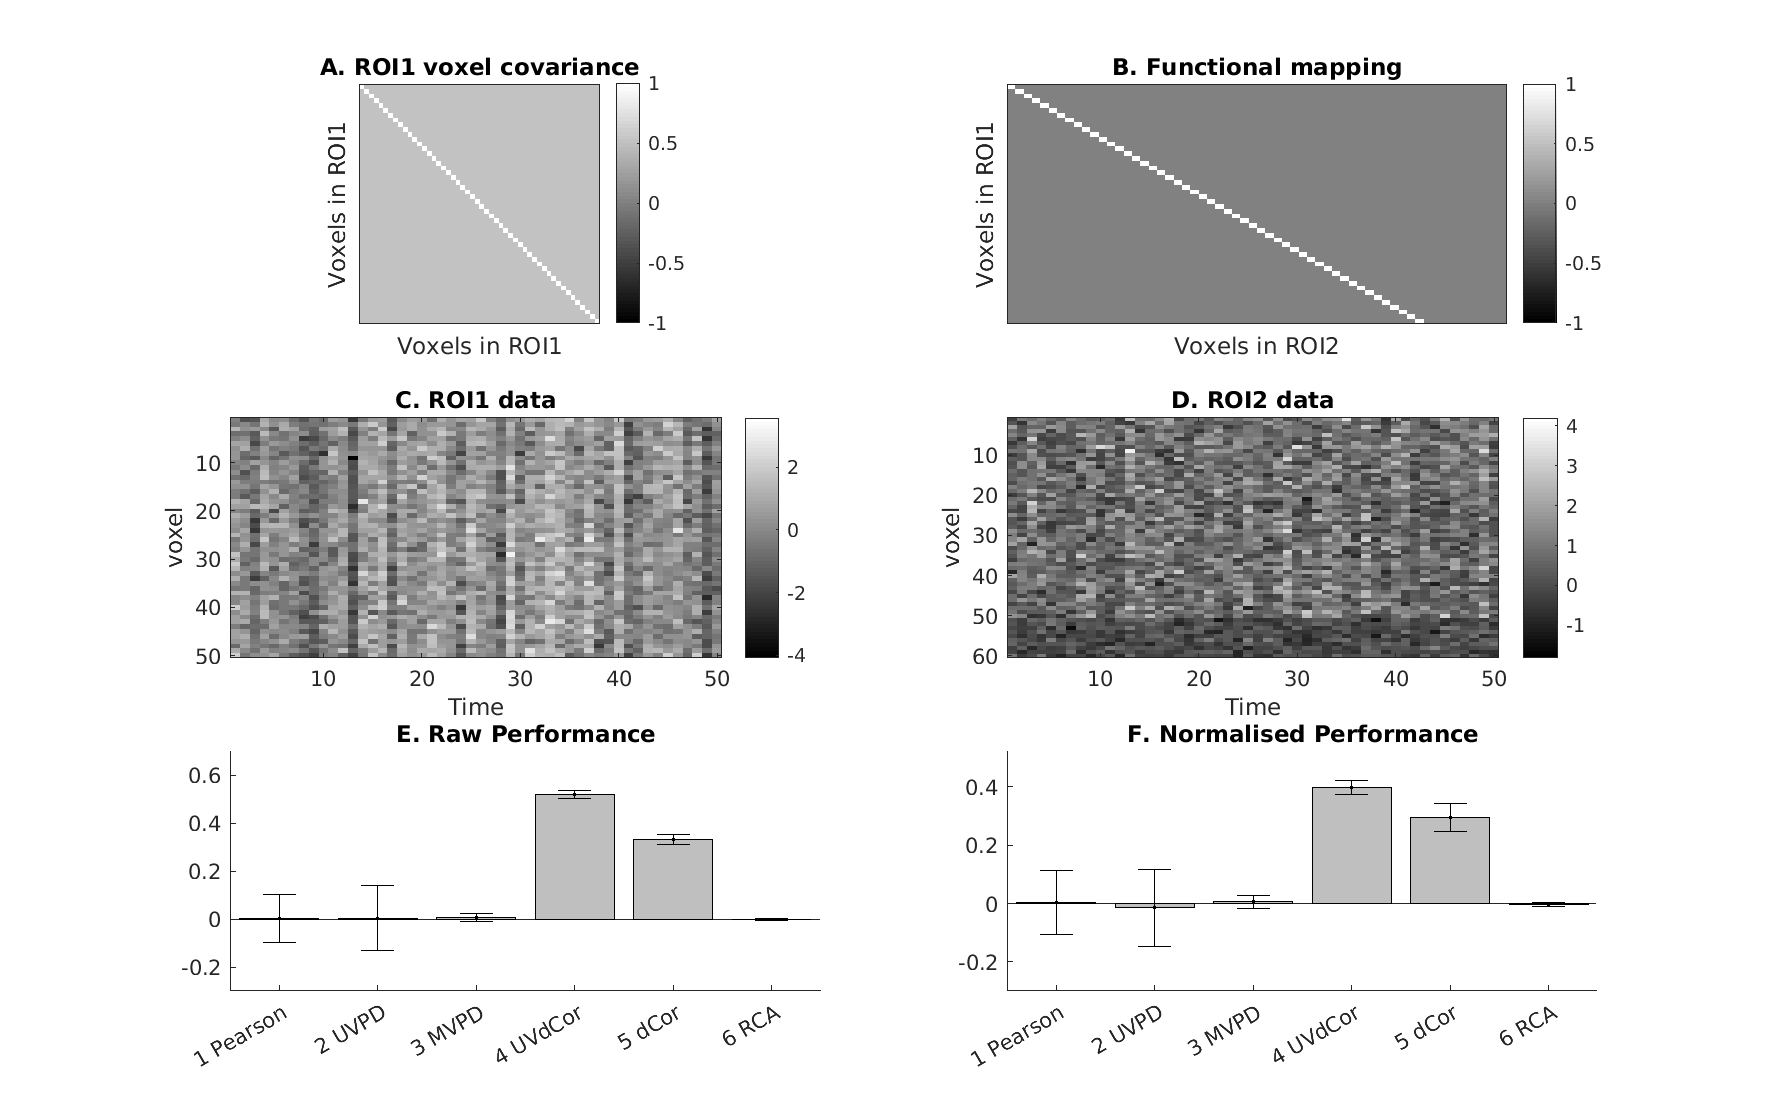 A. ROI1 voxel covariance
Voxels in ROI1
Voxels in ROI1
1
0.5
0
-0.5
-1
B. Functional mapping
Voxels in ROI1
Voxels in ROI2
1
0.5
0
-0.5
-1
C. ROI1 data
voxel
10
20
30
40
50
10 20 30 40 50
Time
2
0
-2
-4
D. ROI2 data
voxel
10
20
30
40
50
60
10 20 30 40 50
Time
4
3
2
1
0
-1
E. Raw Performance
0.6
0.4
0.2
0
-0.2
1 Pearson
2 UVPD
3 MVPD
4 UVdCor
5 dCor
6 RCA
F. Normalised Performance
0.4
0.2
0
-0.2
1 Pearson
2 UVPD
3 MVPD
4 UVdCor
5 dCor
6 RCA